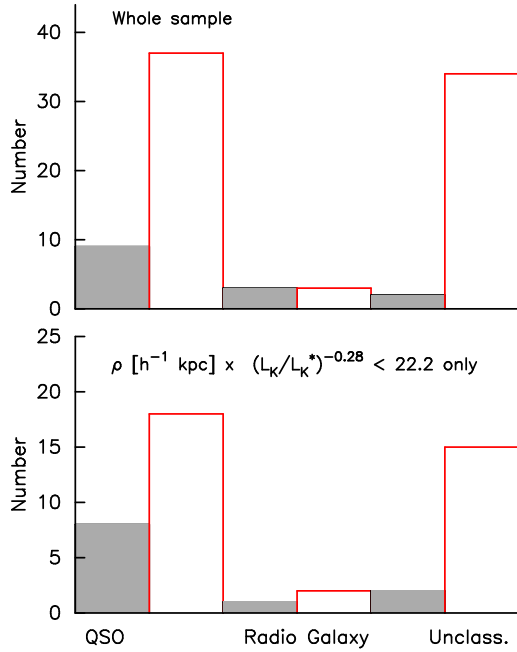 Whole sample
Number
40
30
20
10
0
ρ [h⁻¹ kpc] x (L_K/L_K*)⁻⁰·²⁸ < 22.2 only
Number
25
20
15
10
5
0
QSO Radio Galaxy Unclass.